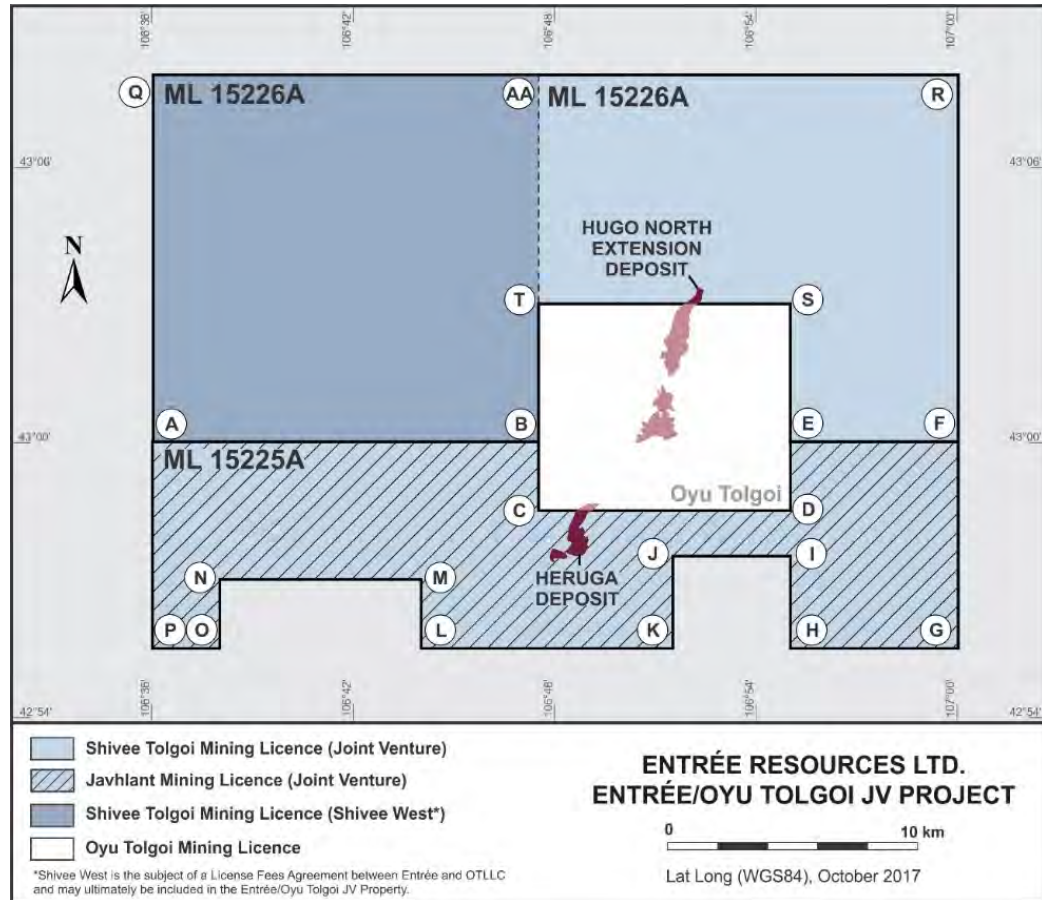 106°36'
106°42'
106°48'
106°54'
107°00'
Q
ML 15226A
AA
ML 15226A
R
43°06'
43°06'
N
HUGO NORTH
EXTENSION
DEPOSIT
T
S
A
B
E
F
43°00'
43°00'
ML 15225A
Oyu Tolgoi
C
D
N
M
J
I
HERUGA
DEPOSIT
P
O
L
K
H
G
42°54'
42°54'
106°36'
106°42'
106°48'
106°54'
107°00'
Shivee Tolgoi Mining Licence (Joint Venture)
Javhlant Mining Licence (Joint Venture)
Shivee Tolgoi Mining Licence (Shivee West*)
Oyu Tolgoi Mining Licence
*Shivee West is the subject of a License Fees Agreement between Entrée and OTLLC
and may ultimately be included in the Entrée/Oyu Tolgoi JV Property.
ENTRÉE RESOURCES LTD.
ENTRÉE/OYU TOLGOI JV PROJECT
0
10 km
Lat Long (WGS84), October 2017